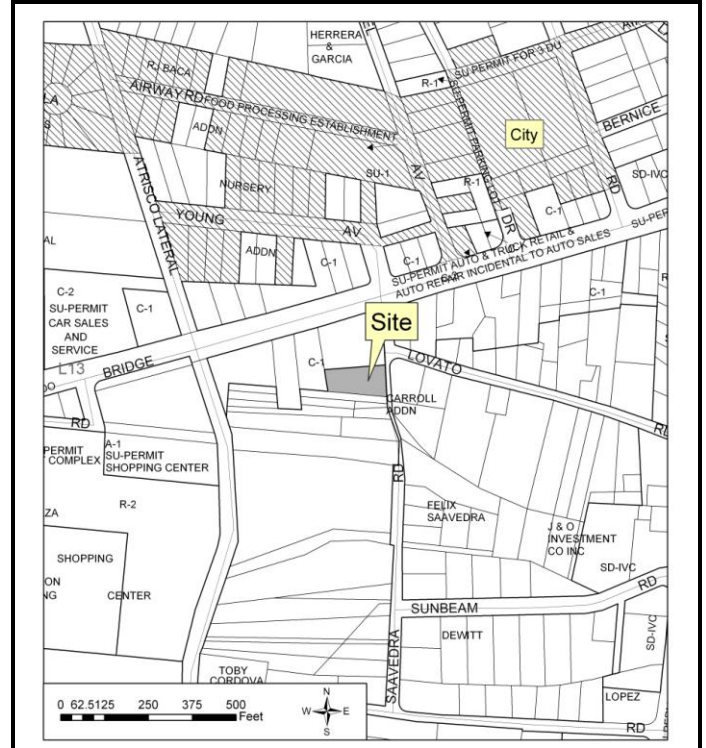 HERRERA
&
GARCIA
RJ BACA
AIRWAY RD
FOOD PROCESSING ESTABLISHMENT
ADDN
NURSERY
SU-1
YOUNG
AV
ADDN
C-1
ATRISCO LATERAL
R-1
SU PERMIT FOR 3 DU
City
BERNICE
SU-PERMIT PARKING LOT
DR
R-1
AV
RD
SD-IVC
C-1
C-1
C-1
SU-PERMIT AUTO & TRUCK RETAIL &
AUTO REPAIR INCIDENTAL TO AUTO SALES
C-2
SU-PERMIT
CAR SALES
AND
SERVICE
C-1
L13
BRIDGE
RD
Site
C-1
C-1
LOVATO
CARROLL
ADDN
RD
A-1
SU-PERMIT
SHOPPING CENTER
PERMIT
COMPLEX
R-2
SHOPPING
CENTER
FELIX
SAAVEDRA
J & O
INVESTMENT
CO INC
SD-IVC
SUNBEAM
RD
DEWITT
SD-IVC
SAAVEDRA
TOBY
CORDOVA
LOPEZ
RD
0 62.5125 250 375 500
Feet
N
W E
S